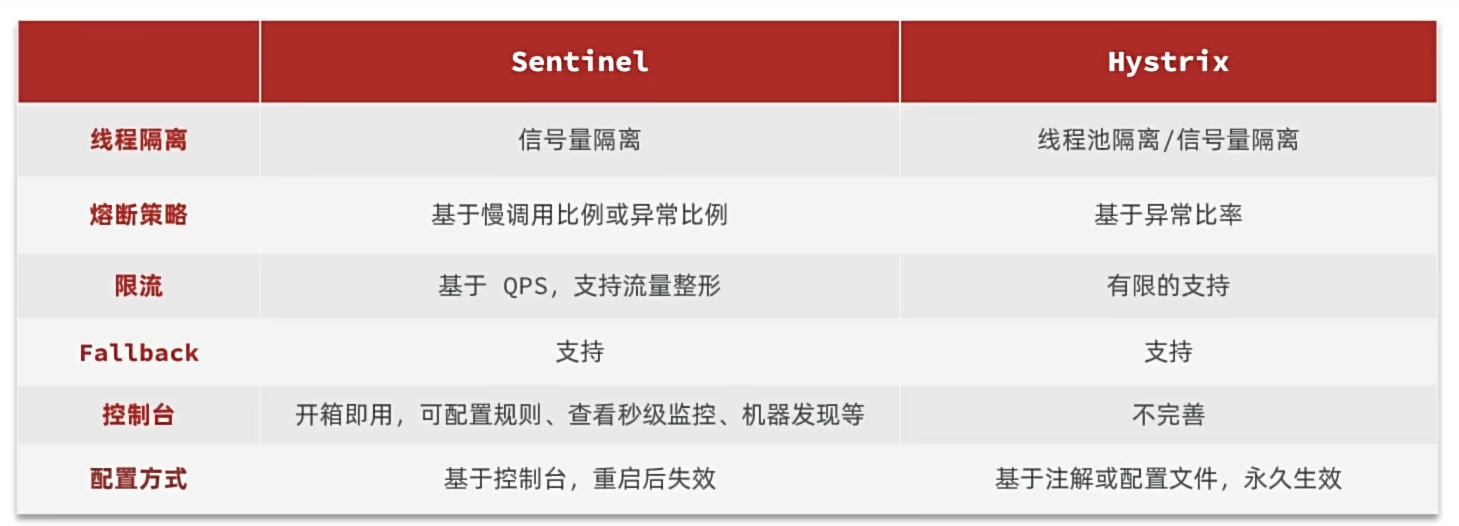 Sentinel Hystrix
线程隔离 信号量隔离 线程池隔离/信号量隔离
熔断策略 基于慢调用比例或异常比例 基于异常比率
限流 基于 QPS，支持流量整形 有限的支持
Fallback 支持 支持
控制台 开箱即用，可配置规则、查看秒级监控、机器发现等 不完善
配置方式 基于控制台，重启后失效 基于注解或配置文件，永久生效